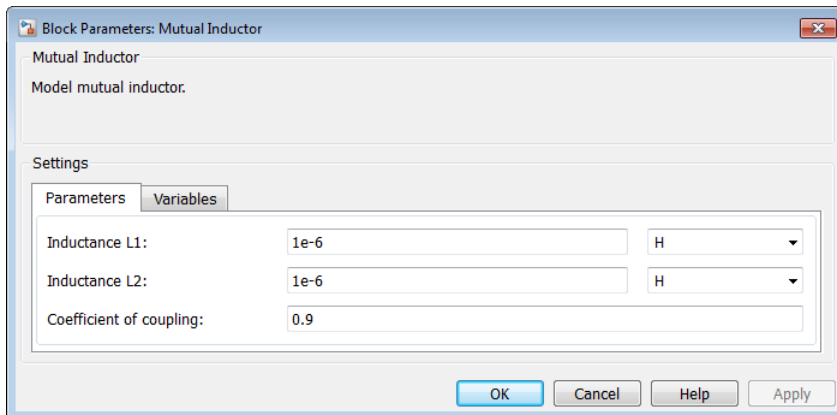 Block Parameters: Mutual Inductor
Mutual Inductor
Model mutual inductor.
Settings
Parameters Variables
Inductance L1: 1e-6 H
Inductance L2: 1e-6 H
Coefficient of coupling: 0.9
OK Cancel Help Apply